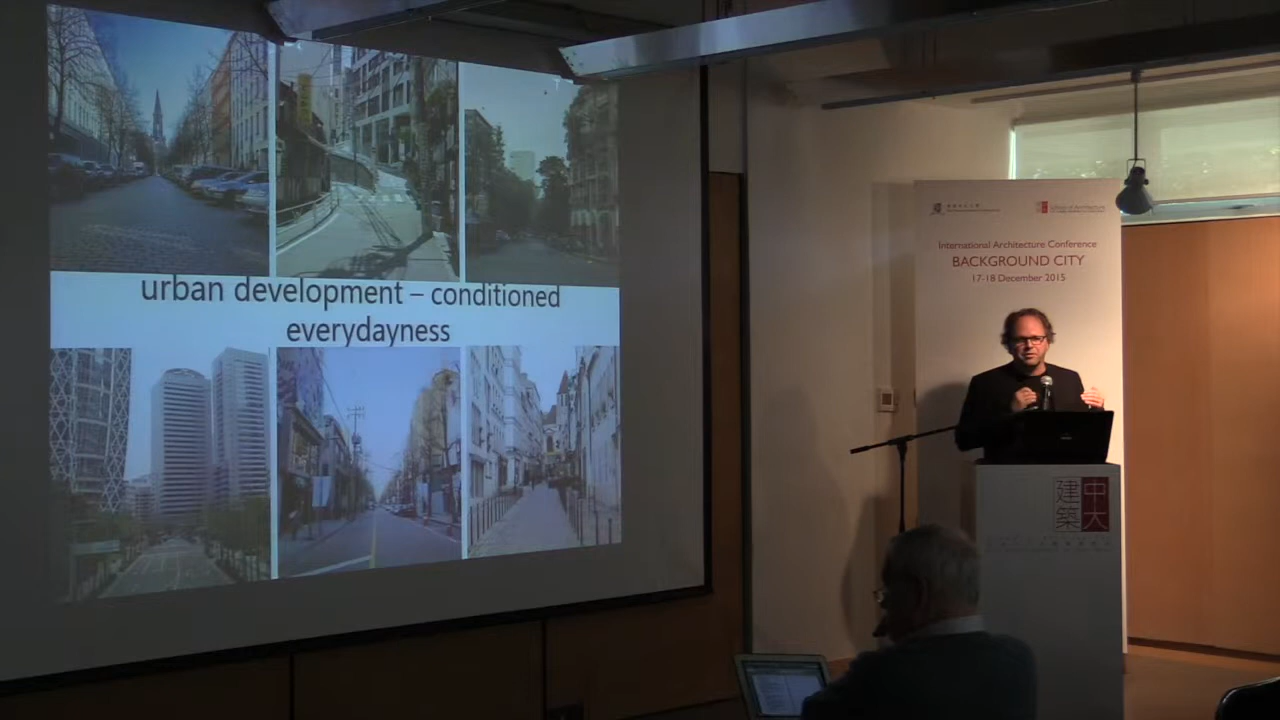 urban development – conditioned
everydayness
International Architecture Conference
BACKGROUND CITY
17-18 December 2015
建中
築大